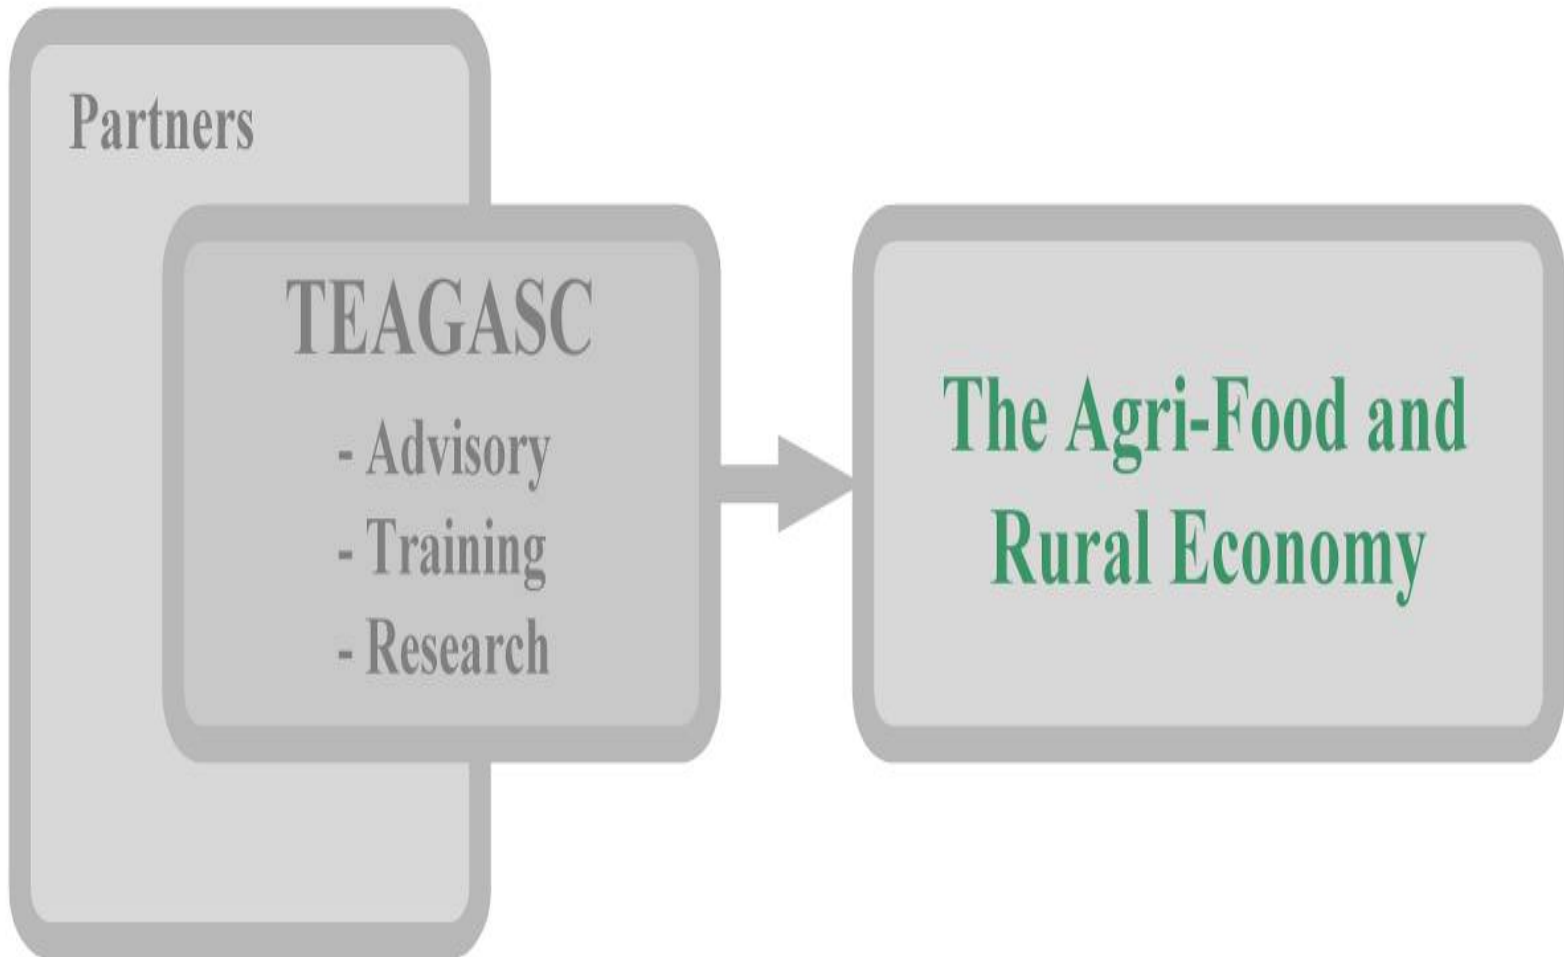 Partners
TEAGASC
- Advisory
- Training
- Research
The Agri-Food and
Rural Economy